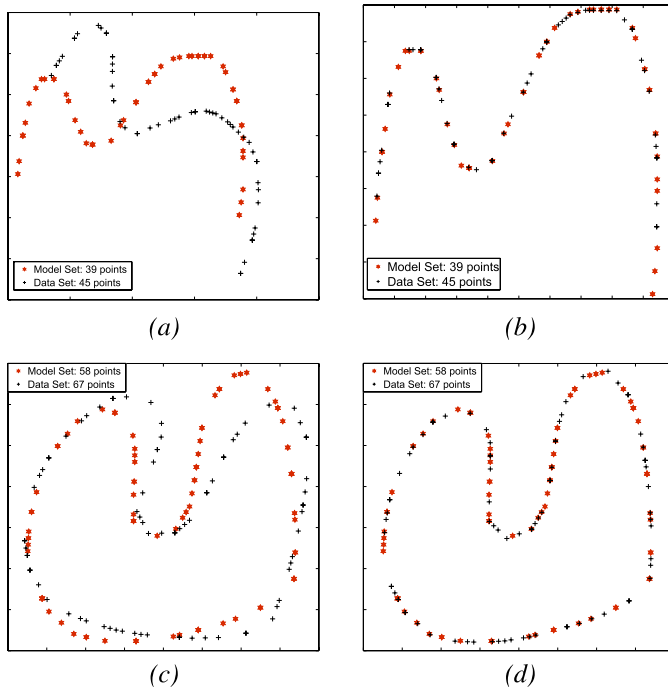 Model Set: 39 points
Data Set: 45 points
(a)
Model Set: 39 points
Data Set: 45 points
(b)
Model Set: 58 points
Data Set: 67 points
(c)
Model Set: 58 points
Data Set: 67 points
(d)